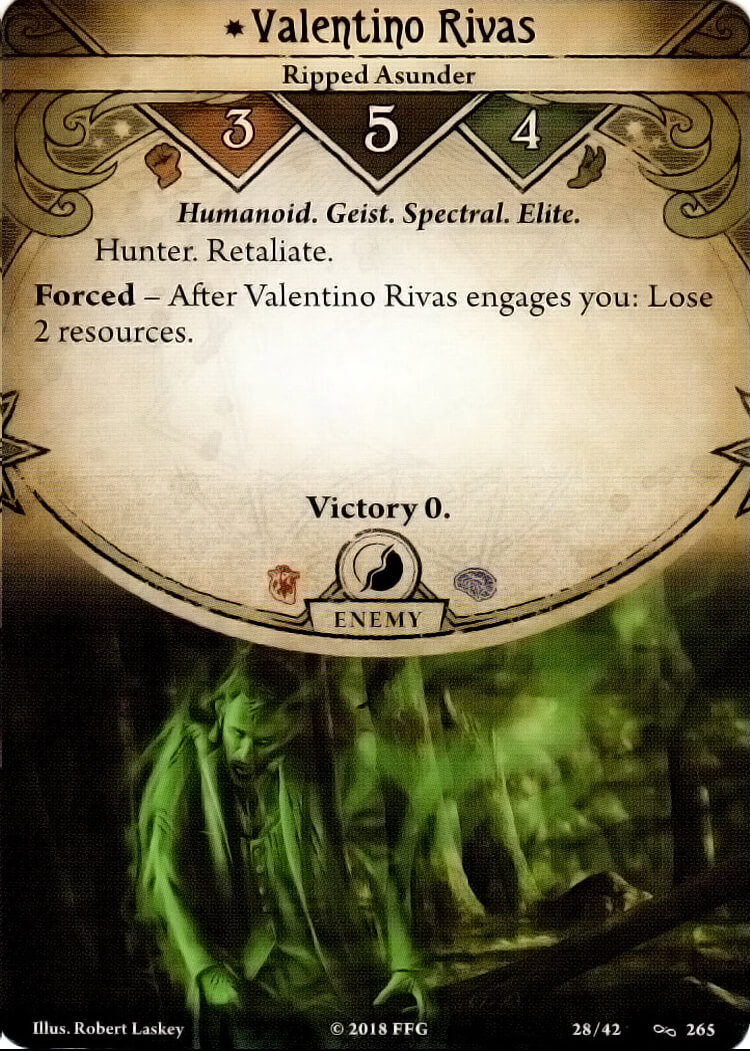 Valentino Rivas
Ripped Asunder
3 5 4
Humanoid. Geist. Spectral. Elite.
Hunter. Retaliate.
Forced – After Valentino Rivas engages you: Lose
2 resources.
Victory 0.
ENEMY
Illus. Robert Laskey © 2018 FFG 28/42 265